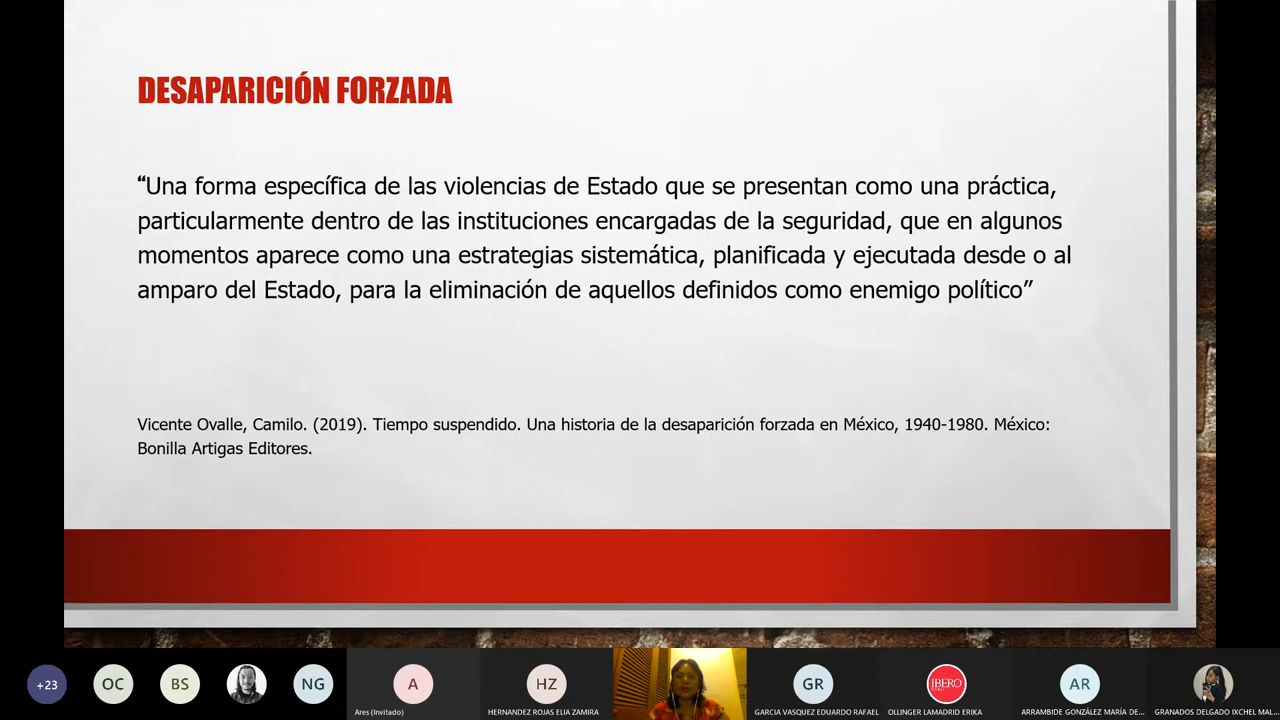 DESAPARICIÓN FORZADA
“Una forma específica de las violencias de Estado que se presentan como una práctica,
particularmente dentro de las instituciones encargadas de la seguridad, que en algunos
momentos aparece como una estrategias sistemática, planificada y ejecutada desde o al
amparo del Estado, para la eliminación de aquellos definidos como enemigo político”
Vicente Ovalle, Camilo. (2019). Tiempo suspendido. Una historia de la desaparición forzada en México, 1940-1980. México:
Bonilla Artigas Editores.
+23
OC
BS
NG
A
Ares (Invitado)
HZ
HERNANDEZ ROJAS ELIA ZAMIRA
GR
GARCIA VASQUEZ EDUARDO RAFAEL
IBERO
OLLINGER LAMADRID ERIKA
AR
ARRAMBIDE GONZÁLEZ MARÍA DE...
GRANADOS DELGADO IXCHEL MAL...